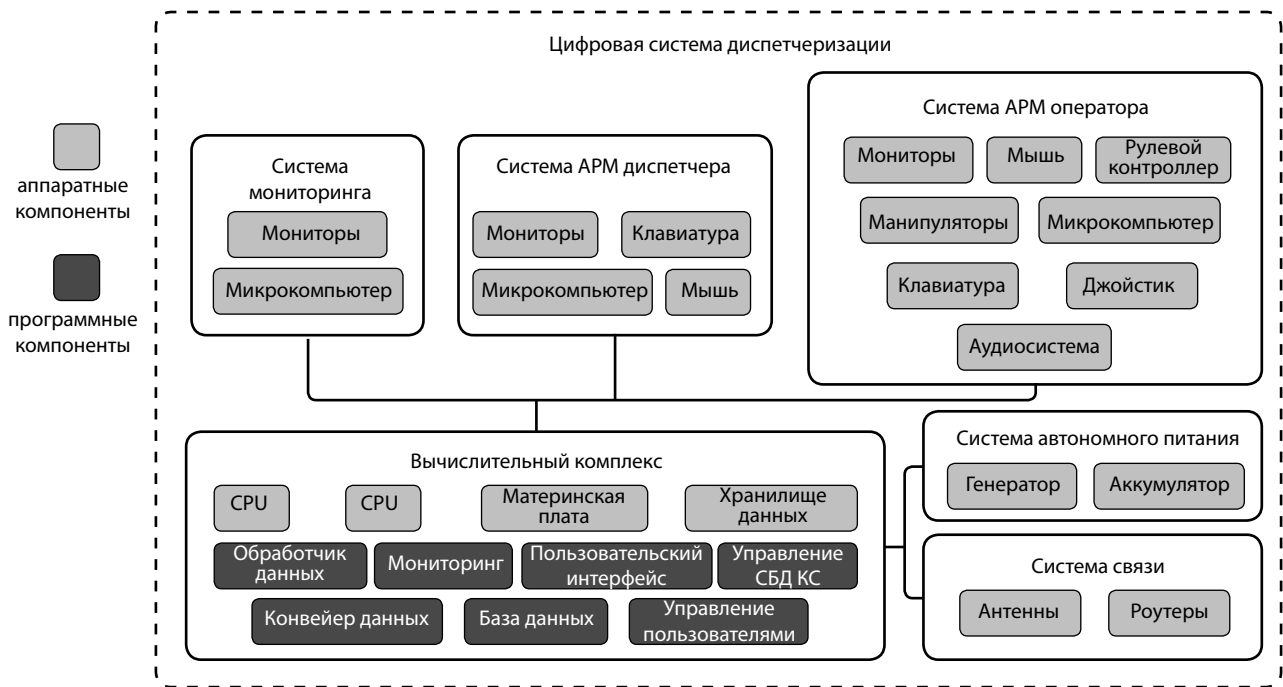 Цифровая система диспетчеризации
аппаратные
компоненты
программные
компоненты
Система
мониторинга
Мониторы
Микрокомпьютер
Система АРМ диспетчера
Мониторы
Клавиатура
Микрокомпьютер
Мышь
Система АРМ оператора
Мониторы
Мышь
Рулевой
контроллер
Манипуляторы
Микрокомпьютер
Клавиатура
Джойстик
Аудиосистема
Вычислительный комплекс
CPU
CPU
Материнская
плата
Хранилище
данных
Обработчик
данных
Мониторинг
Пользовательский
интерфейс
Управление
СБД КС
Конвейер данных
База данных
Управление
пользователями
Система автономного питания
Генератор
Аккумулятор
Система связи
Антенны
Роутеры